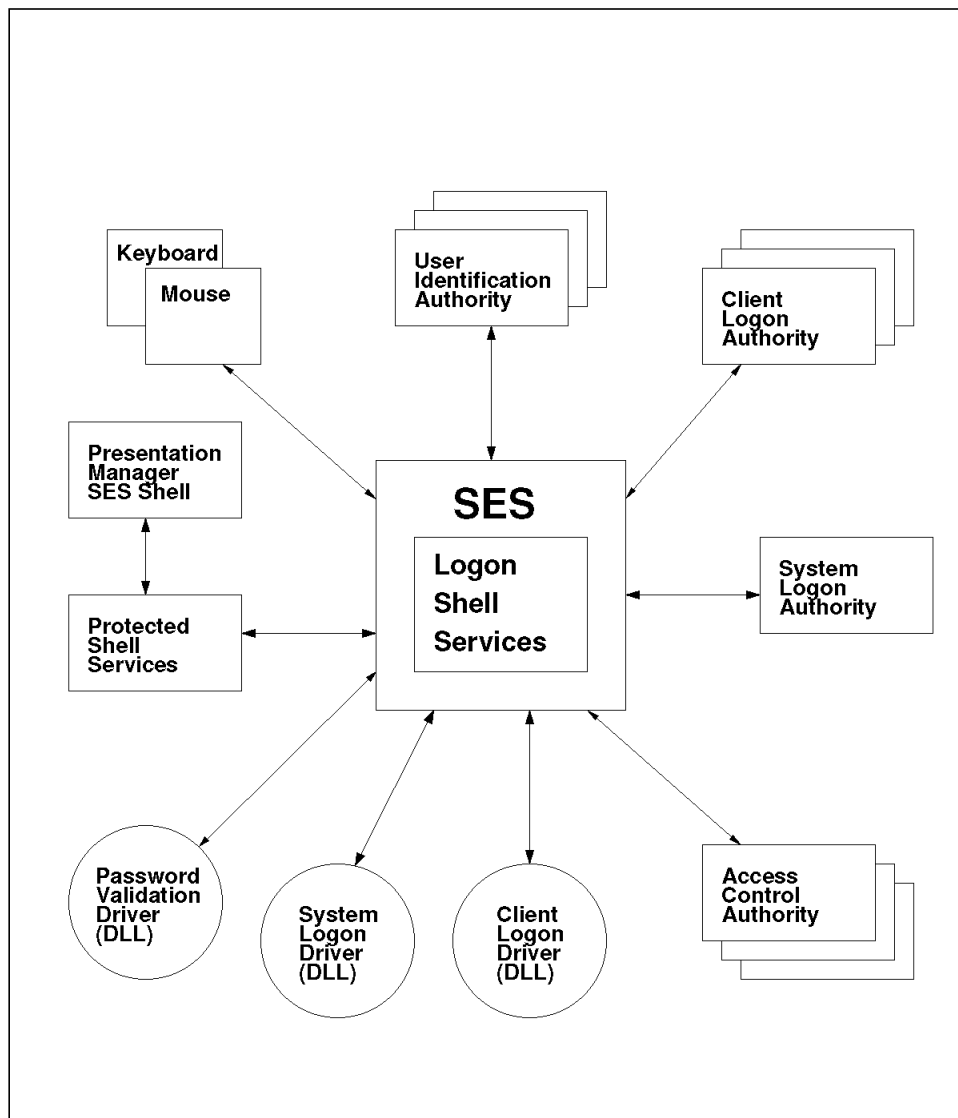 Keyboard
Mouse
User
Identification
Authority
Client
Logon
Authority
Presentation
Manager
SES Shell
SES
Logon
Shell
Services
System
Logon
Authority
Protected
Shell
Services
Password
Validation
Driver
(DLL)
System
Logon
Driver
(DLL)
Client
Logon
Driver
(DLL)
Access
Control
Authority